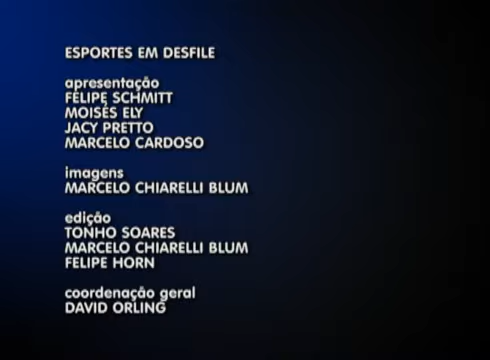 ESPORTES EM DESFILE
apresentação
FELIPE SCHMITT
MOISÉS ELY
JACY PRETTO
MARCELO CARDOSO
imagens
MARCELO CHIARELLI BLUM
edição
TONHO SOARES
MARCELO CHIARELLI BLUM
FELIPE HORN
coordenação geral
DAVID ORLING